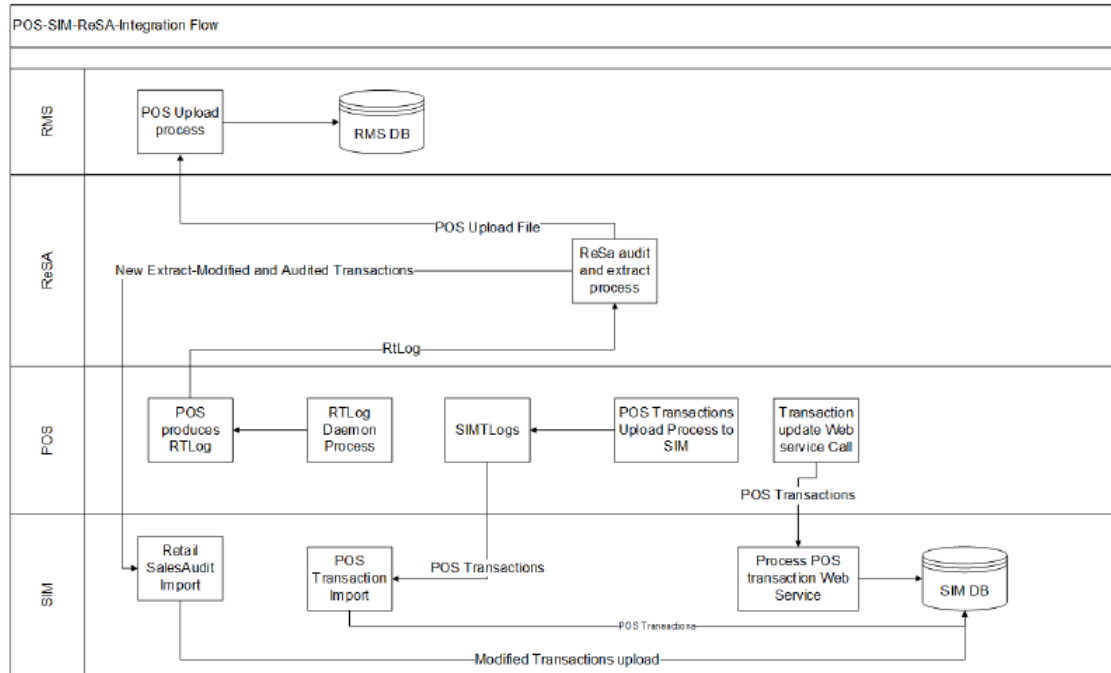 POS-SIM-ReSA-Integration Flow
RMS
POS Upload
process
RMS DB
ReSA
POS Upload File
New Extract-Modified and Audited Transactions
ReSa audit
and extract
process
RtLog
POS
POS
produces
RTLog
RTLog
Daemon
Process
SIMTLogs
POS Transactions
Upload Process to
SIM
Transaction
update Web
service Call
POS Transactions
SIM
Retail
SalesAudit
Import
POS
Transaction
Import
POS Transactions
Process POS
transaction Web
Service
SIM DB
POS Transactions
Modified Transactions upload